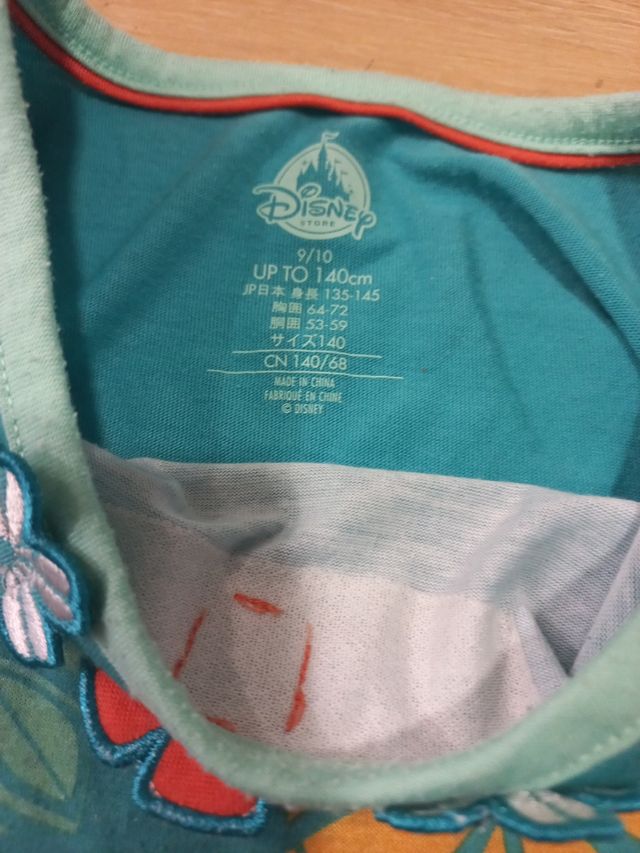 Disney
STORE
9/10
UP TO 140cm
JP日本 身長 135-145
胸囲 64-72
胴囲 53-59
サイズ140
CN 140/68
MADE IN CHINA
FABRIQUÉ EN CHINE
© DISNEY